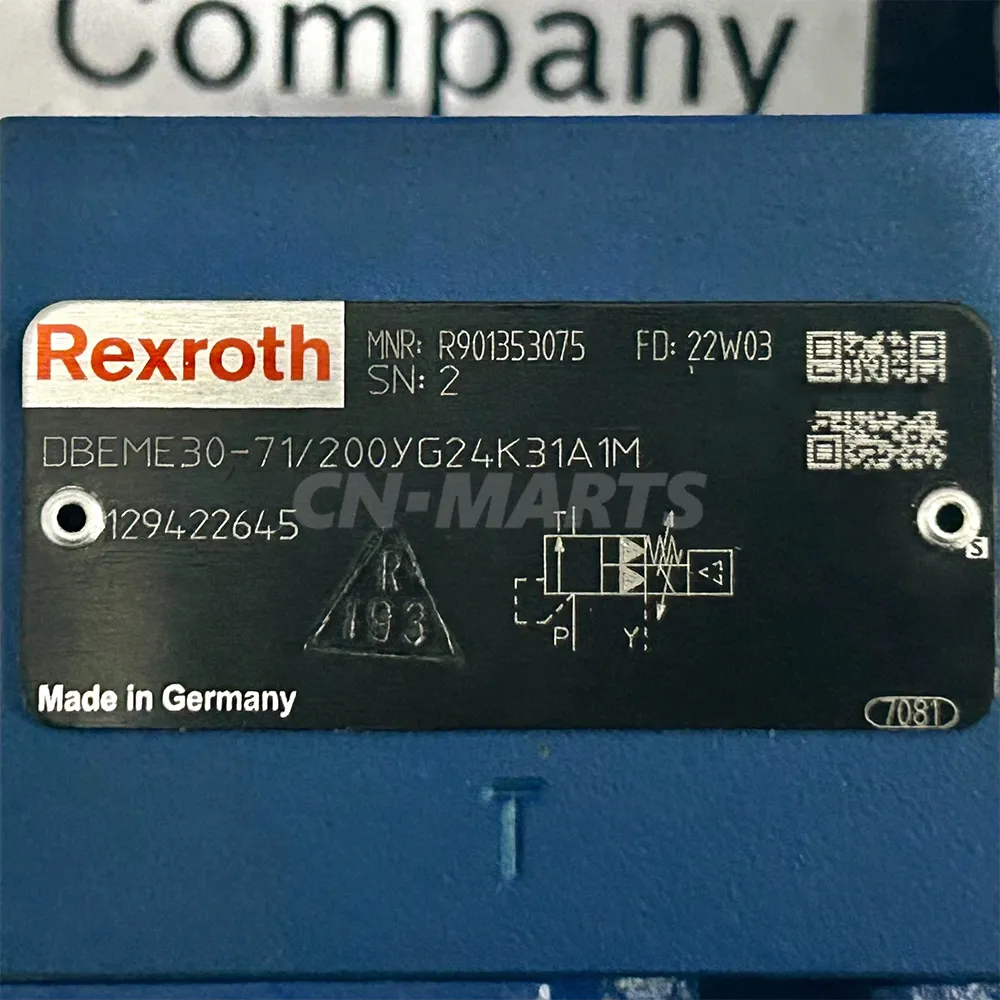 Company
Rexroth
MNR: R901353075 FD: 22W03
SN: 2
DBEME30-71/200YG24K31A1M
CN-MARTS
129422645
R
193
T
P Y
S
Made in Germany
7081
T